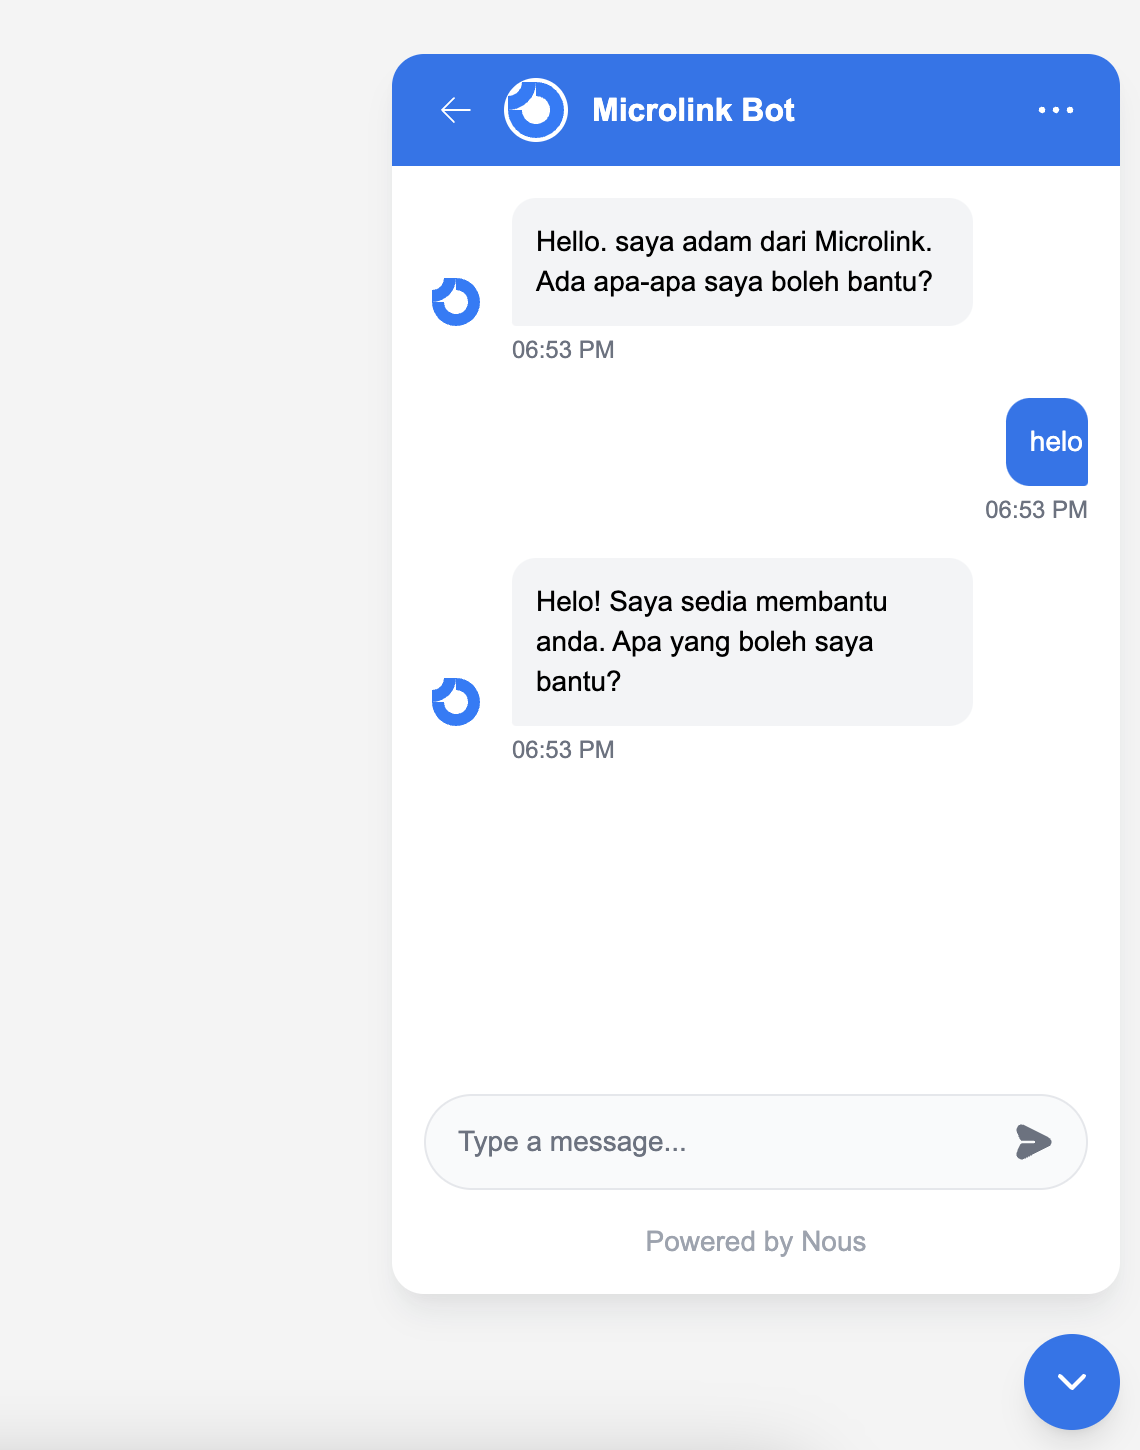 Microlink Bot
Hello. saya adam dari Microlink.
Ada apa-apa saya boleh bantu?
06:53 PM
helo
06:53 PM
Helo! Saya sedia membantu
anda. Apa yang boleh saya
bantu?
06:53 PM
Type a message...
Powered by Nous